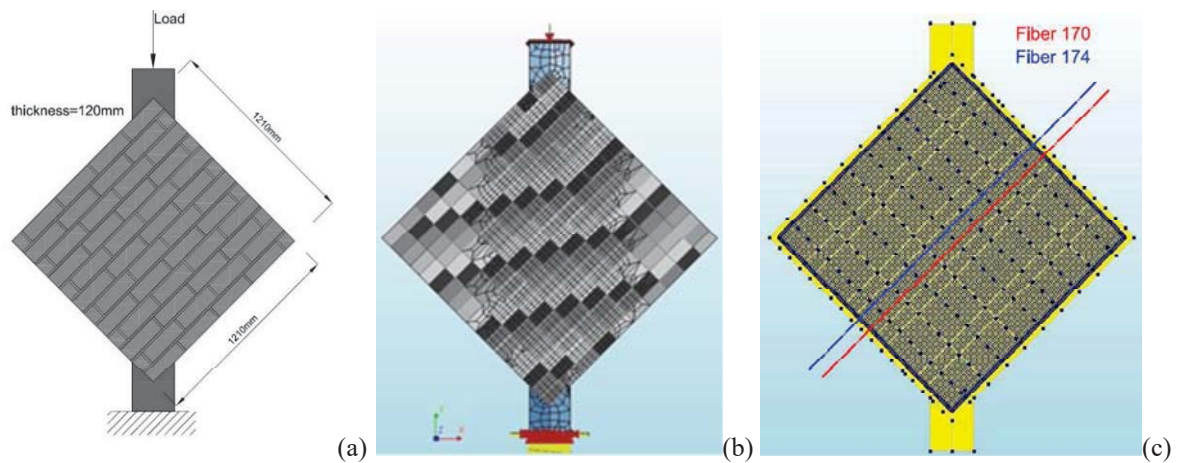 Load
thickness=120mm
1210mm
1210mm
(a)
(b)
Fiber 170
Fiber 174
(c)